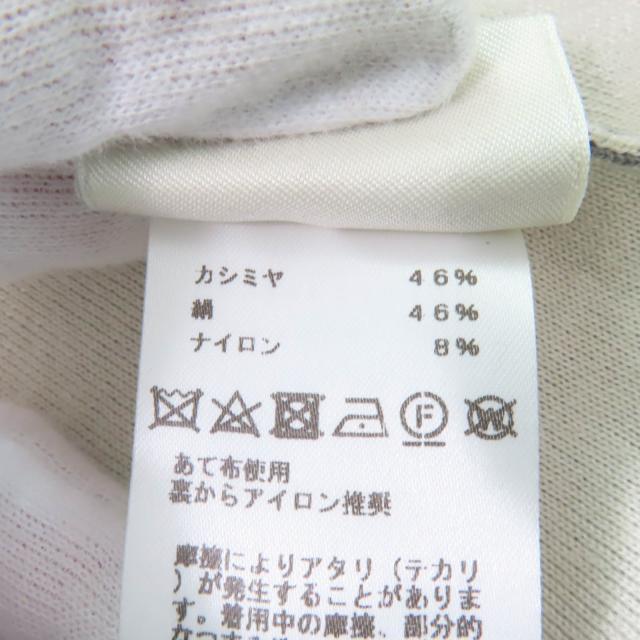 カシミヤ 46%
絹 46%
ナイロン 8%
F
W
あて布使用
裏からアイロン推奨
摩擦によりアタリ(テカリ
)が発生することがありま
す。着用中の摩擦、部分的
なつ